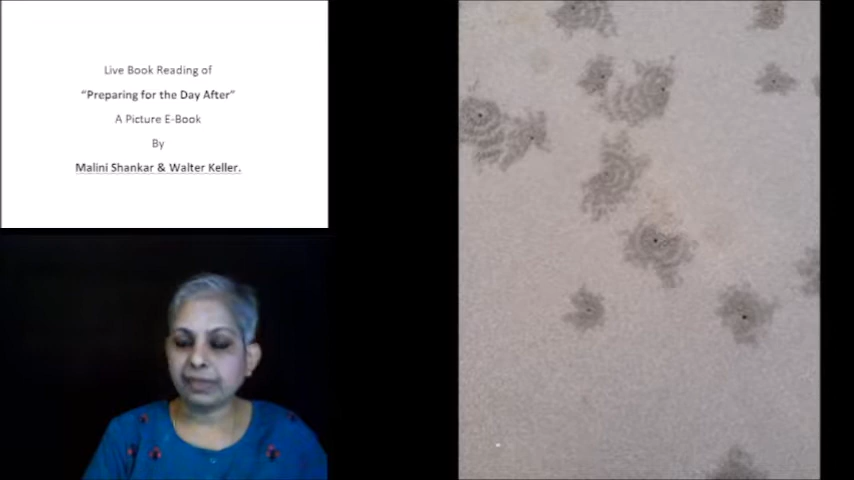 Live Book Reading of
“Preparing for the Day After”
A Picture E-Book
By
Malini Shankar & Walter Keller.